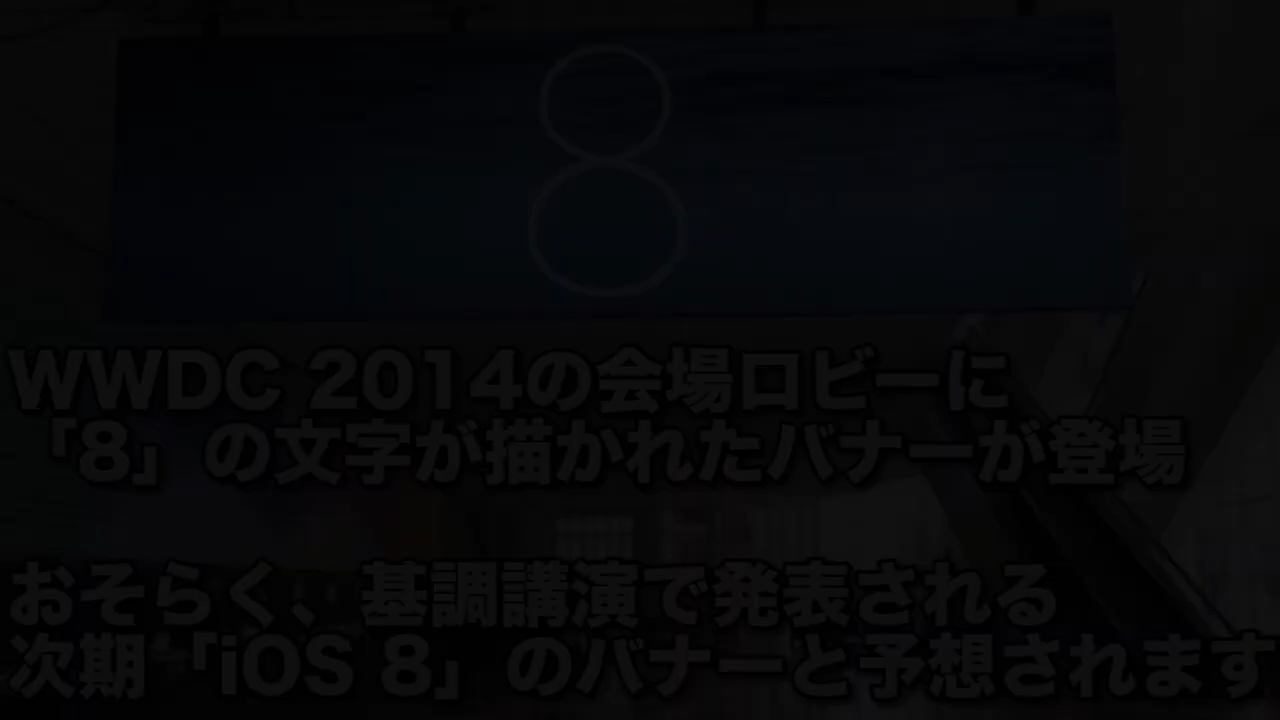 8
WWDC 2014の会場ロビーに
「8」の文字が描かれたバナーが登場
おそらく、基調講演で発表される
次期「iOS 8」のバナーと予想されます